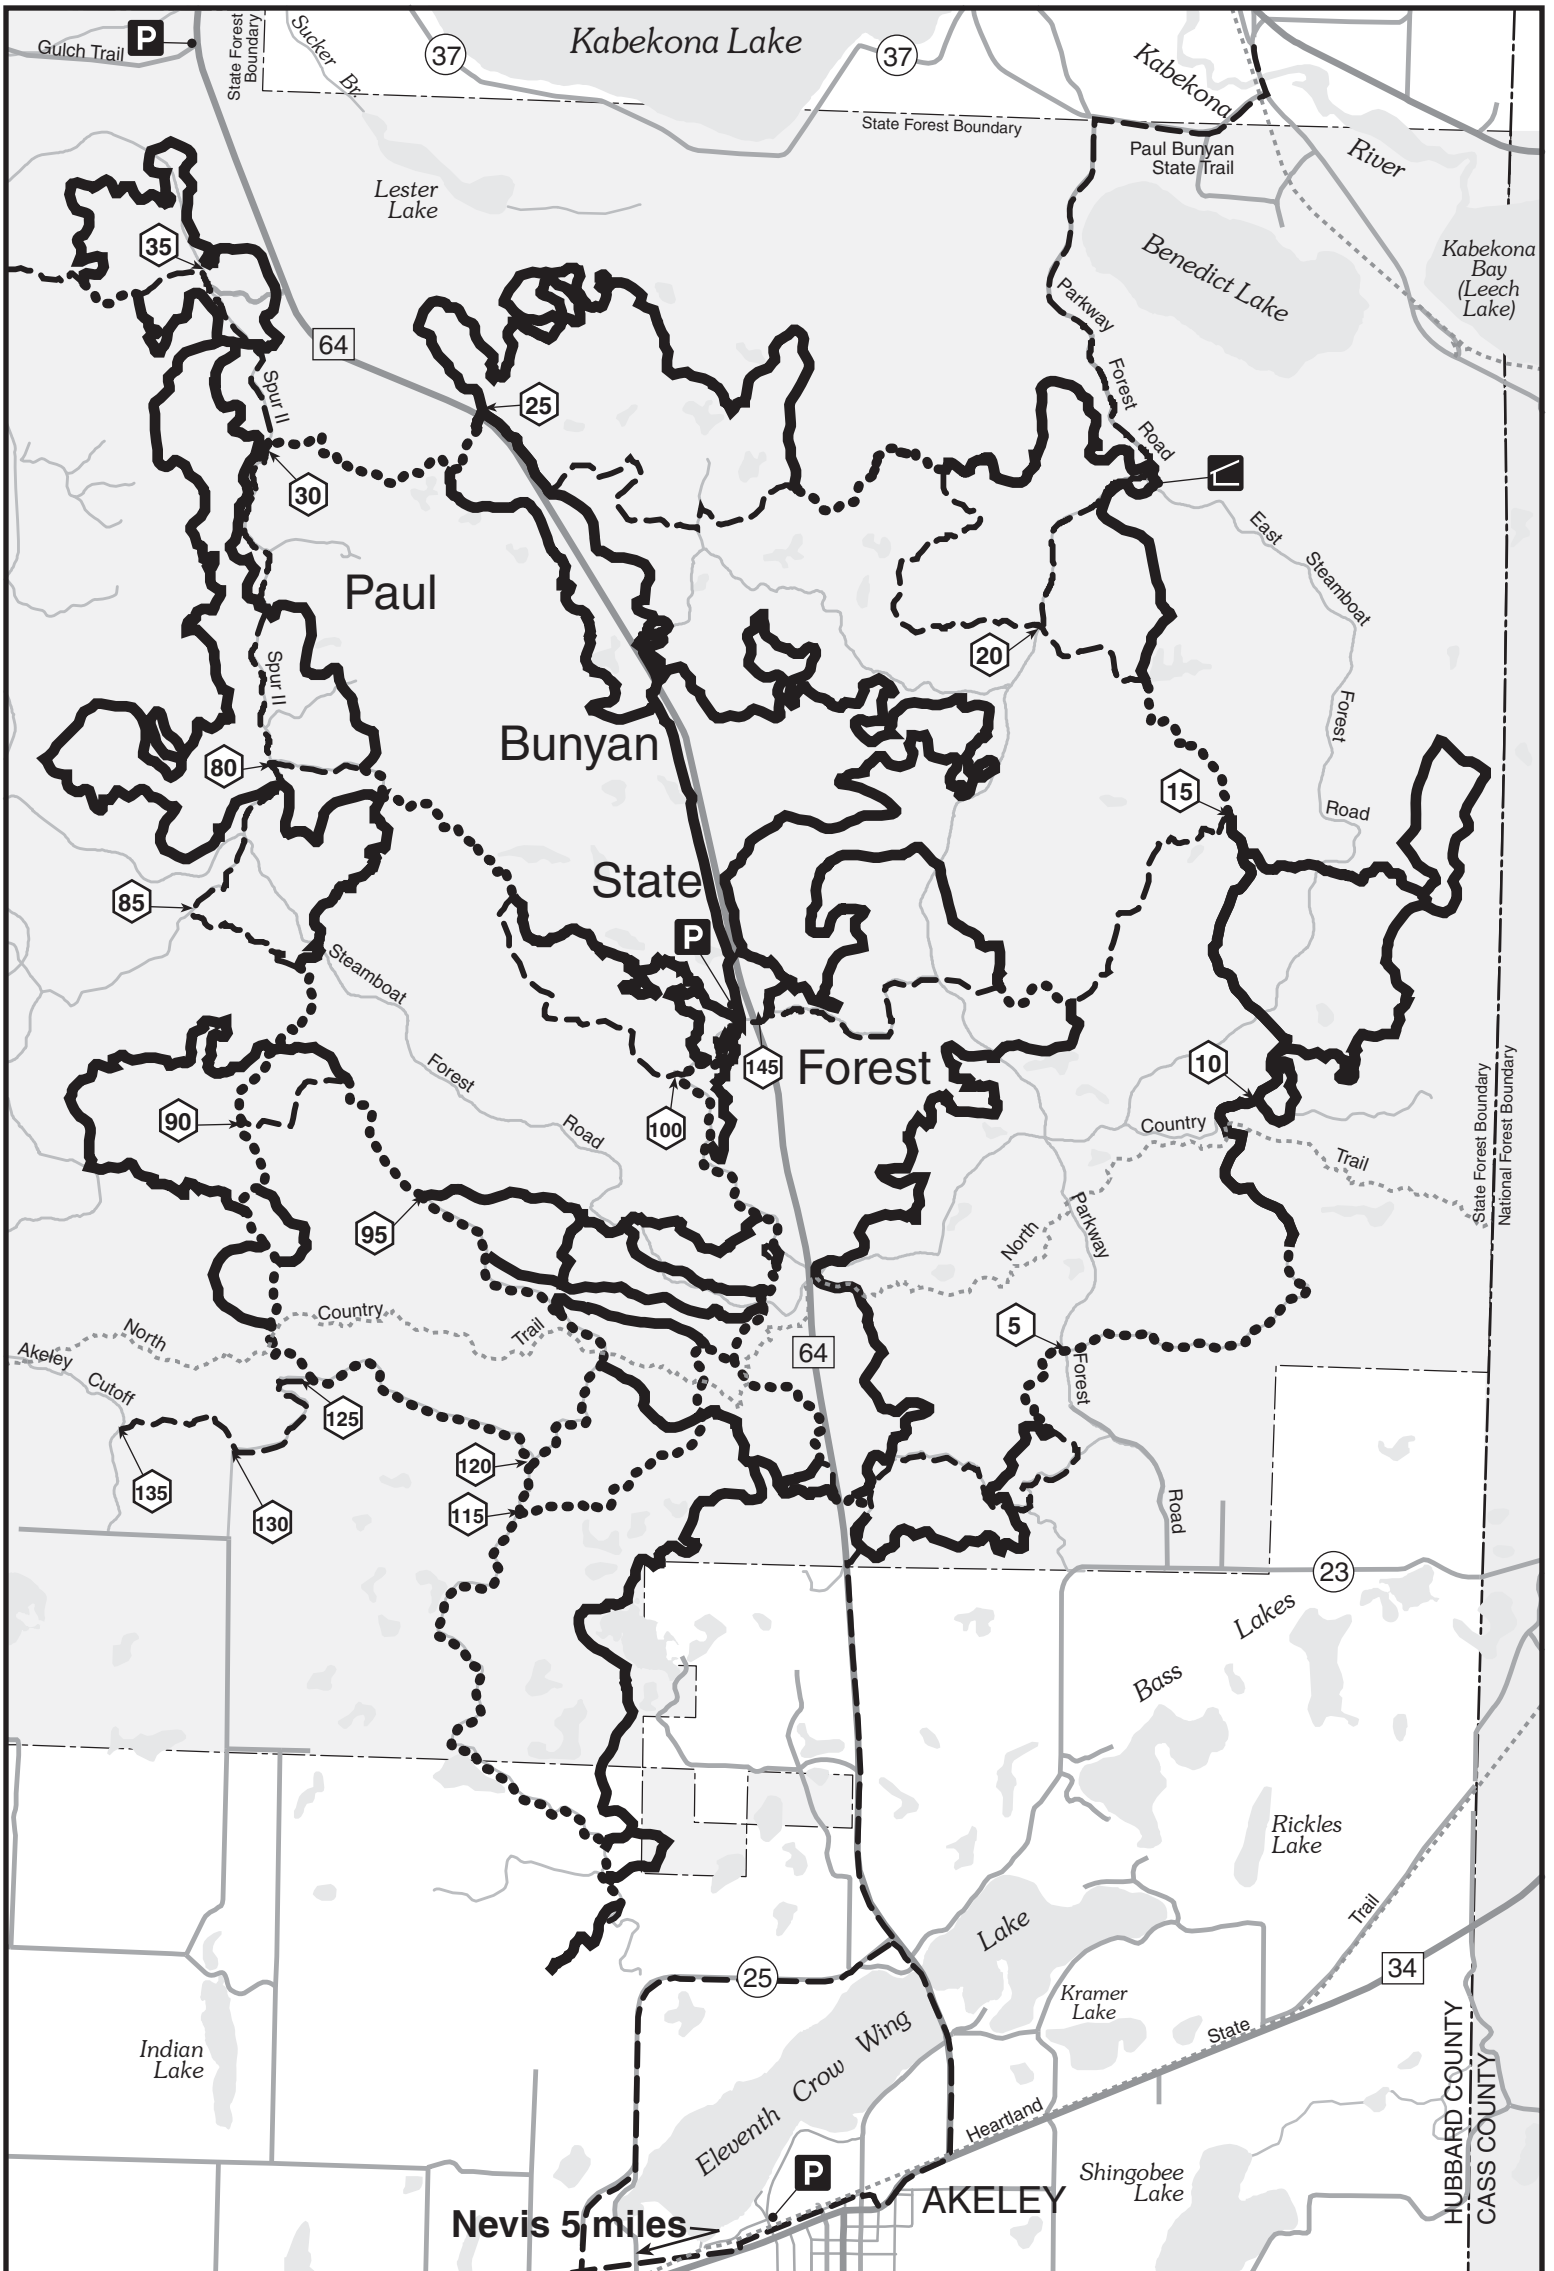 Gulch Trail
P
State Forest
Boundary
Sucker Br.
37
Kabekona Lake
37
Kabekona
State Forest Boundary
Paul Bunyan
State Trail
River
Lester
Lake
35
Benedict Lake
Kabekona
Bay
(Leech
Lake)
Parkway
64
Spur II
Forest
25
Road
30
East
Paul
Steamboat
20
Spur II
Bunyan
Forest
80
15
Road
State
85
P
Steamboat
145
Forest
10
Forest
State Forest Boundary
National Forest Boundary
90
100
Road
Country
Trail
95
Parkway
North
Country
5
North
Trail
Akeley
64
Cutoff
Forest
125
120
135
115
130
Road
23
Lakes
Bass
Rickles
Lake
Lake
Trail
25
34
Kramer
Lake
Wing
State
Indian
Lake
Crow
HUBBARD COUNTY
CASS COUNTY
Heartland
Eleventh
P
Shingobee
Lake
AKELEY
Nevis 5 miles